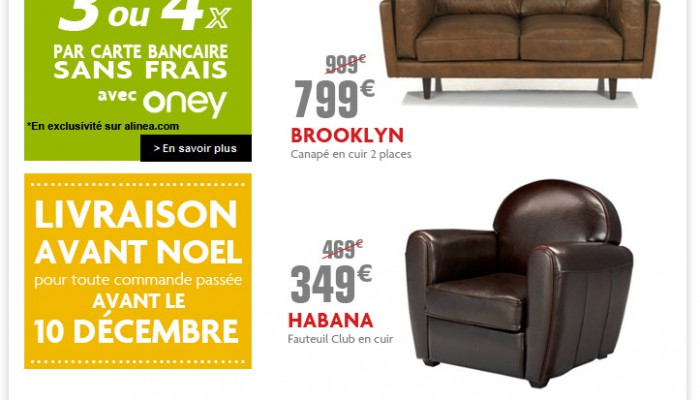 3 ou 4x
PAR CARTE BANCAIRE
SANS FRAIS
avec oney
*En exclusivité sur alinea.com
> En savoir plus
LIVRAISON
AVANT NOEL
pour toute commande passée
AVANT LE
10 DÉCEMBRE
999€
799€
BROOKLYN
Canapé en cuir 2 places
469€
349€
HABANA
Fauteuil Club en cuir